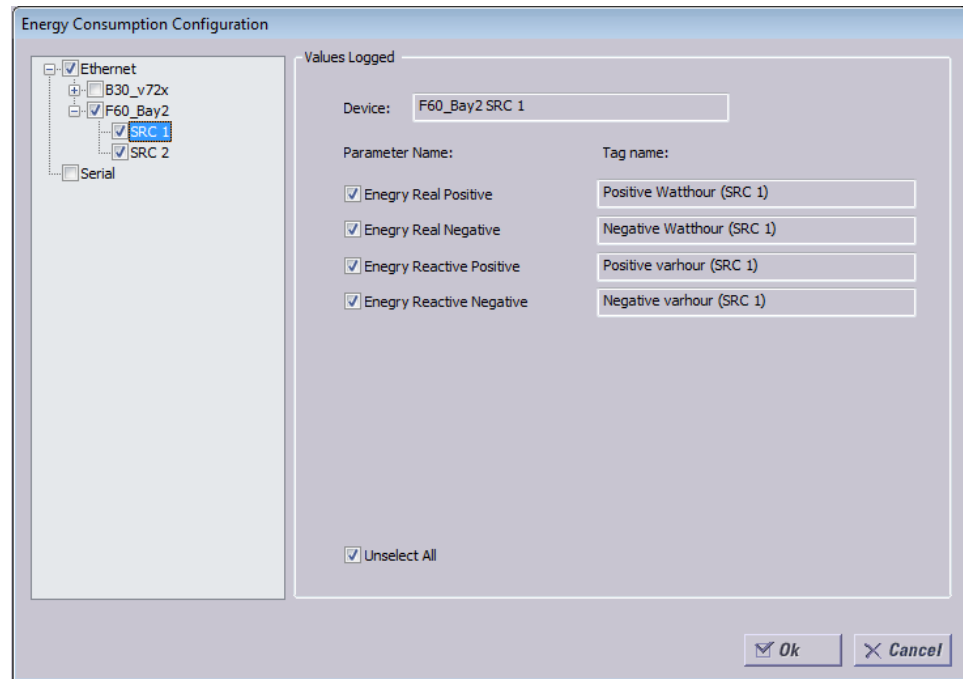 Energy Consumption Configuration
Ethernet
B30_v72x
F60_Bay2
SRC 1
SRC 2
Serial
Values Logged
Device: F60_Bay2 SRC 1
Parameter Name: Tag name:
Enegry Real Positive Positive Watthour (SRC 1)
Enegry Real Negative Negative Watthour (SRC 1)
Enegry Reactive Positive Positive varhour (SRC 1)
Enegry Reactive Negative Negative varhour (SRC 1)
Unselect All
Ok Cancel